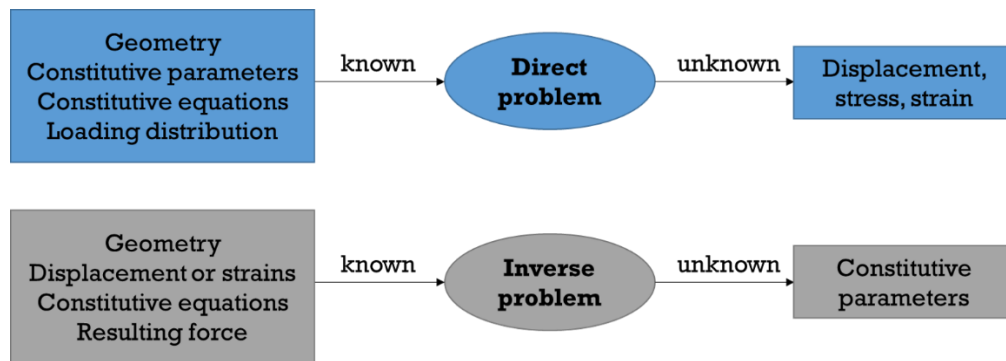 Geometry
Constitutive parameters
Constitutive equations
Loading distribution
known
Direct
problem
unknown
Displacement,
stress, strain
Geometry
Displacement or strains
Constitutive equations
Resulting force
known
Inverse
problem
unknown
Constitutive
parameters